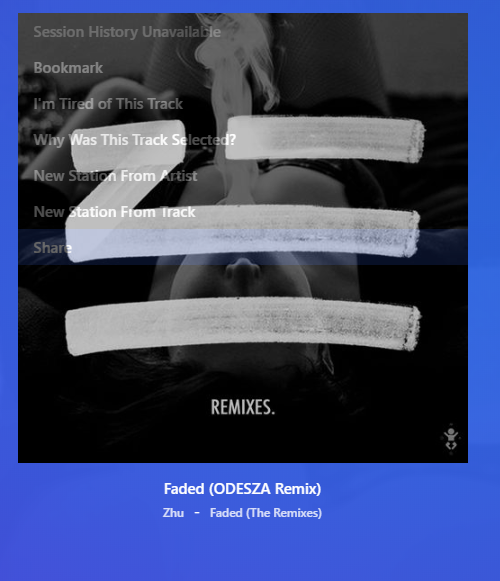 Session History Unavailable
Bookmark
I'm Tired of This Track
Why Was This Track Selected?
New Station From Artist
New Station From Track
Share
REMIXES.
Faded (ODESZA Remix)
Zhu - Faded (The Remixes)